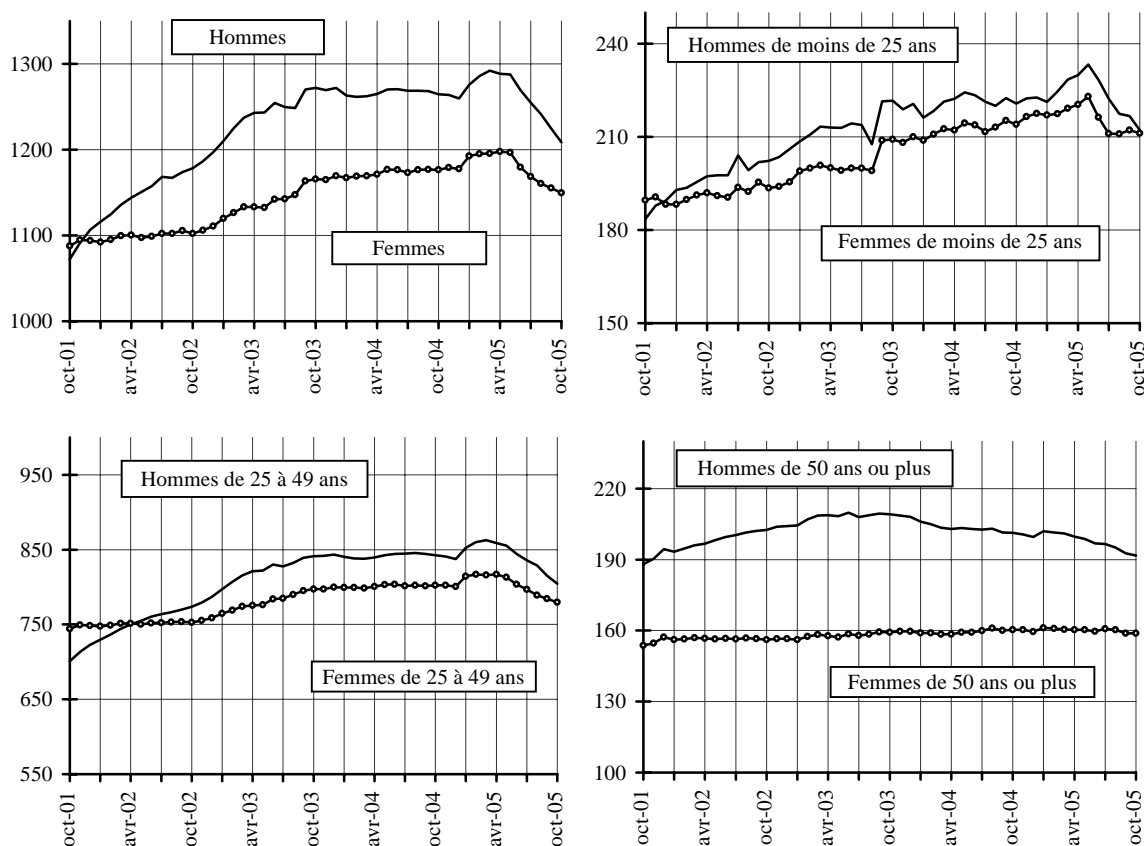 Hommes
1300
1200
1100
1000
Femmes
oct-01
avr-02
oct-02
avr-03
oct-03
avr-04
oct-04
avr-05
oct-05
Hommes de moins de 25 ans
240
210
180
150
Femmes de moins de 25 ans
oct-01
avr-02
oct-02
avr-03
oct-03
avr-04
oct-04
avr-05
oct-05
Hommes de 25 à 49 ans
950
850
750
650
550
Femmes de 25 à 49 ans
oct-01
avr-02
oct-02
avr-03
oct-03
avr-04
oct-04
avr-05
oct-05
Hommes de 50 ans ou plus
220
190
160
130
100
Femmes de 50 ans ou plus
oct-01
avr-02
oct-02
avr-03
oct-03
avr-04
oct-04
avr-05
oct-05